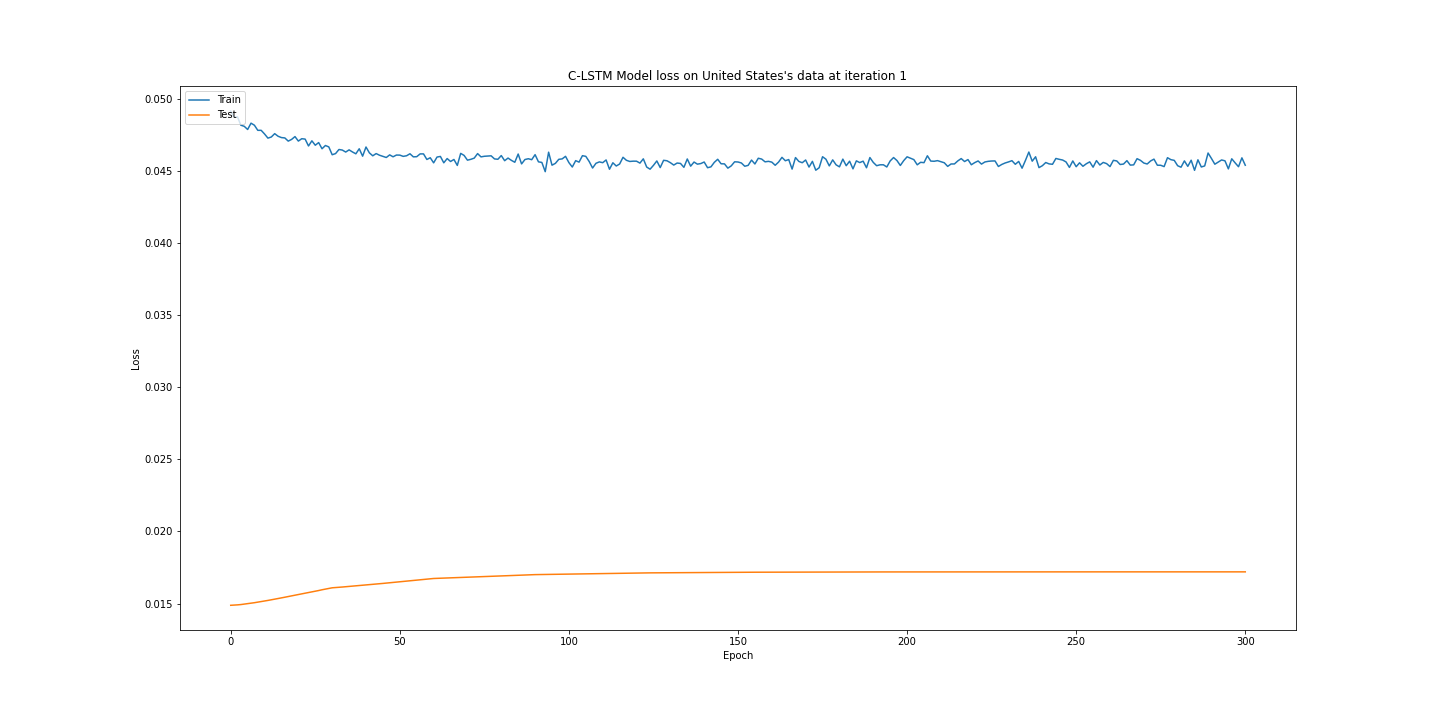 C-LSTM Model loss on United States's data at iteration 1
Train
Test
0.050
0.045
0.040
0.035
0.030
0.025
0.020
0.015
Loss
0 50 100 150 200 250 300
Epoch